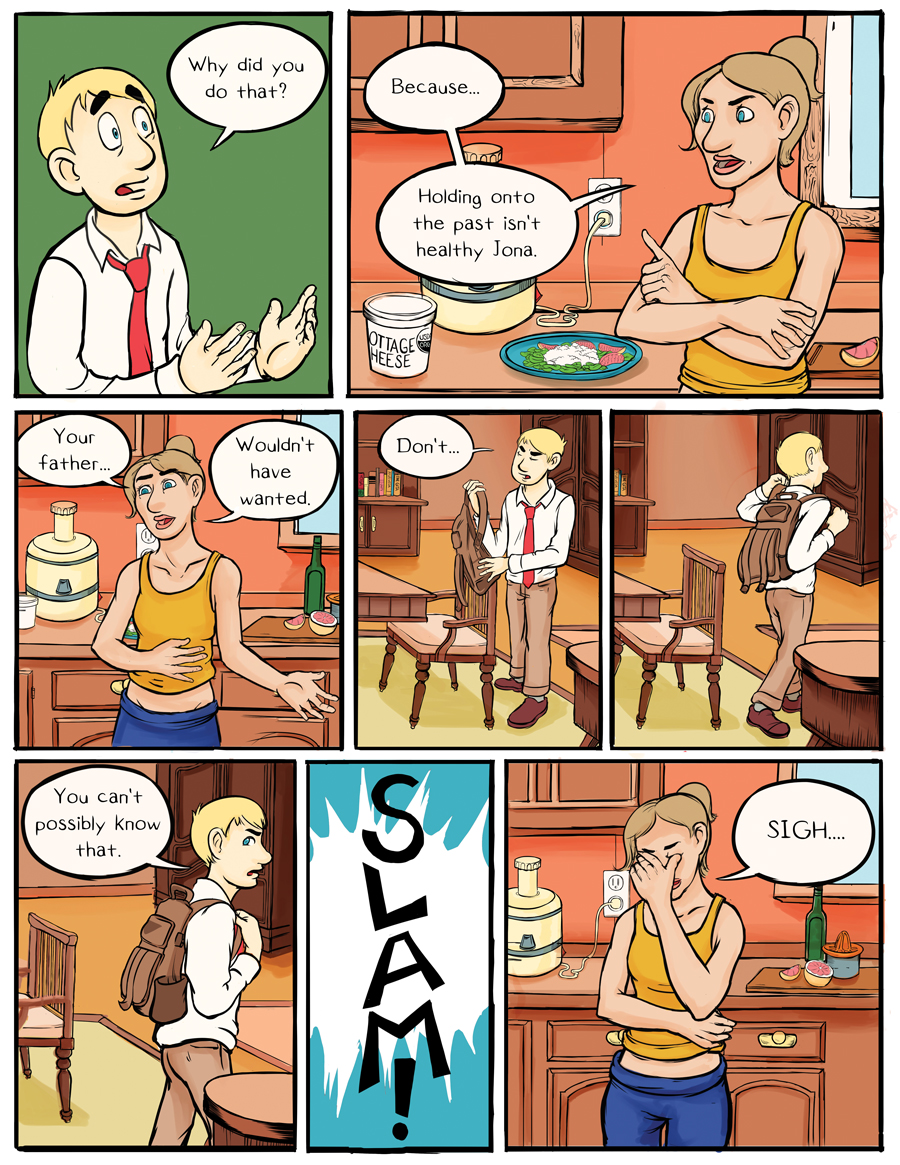 Why did you
do that?
Because...
Holding onto
the past isn't
healthy Jona.
OTTAGE
HEESE
Your
father...
Wouldn't
have
wanted.
Don't...
You can't
possibly know
that.
SLAM!
SIGH....